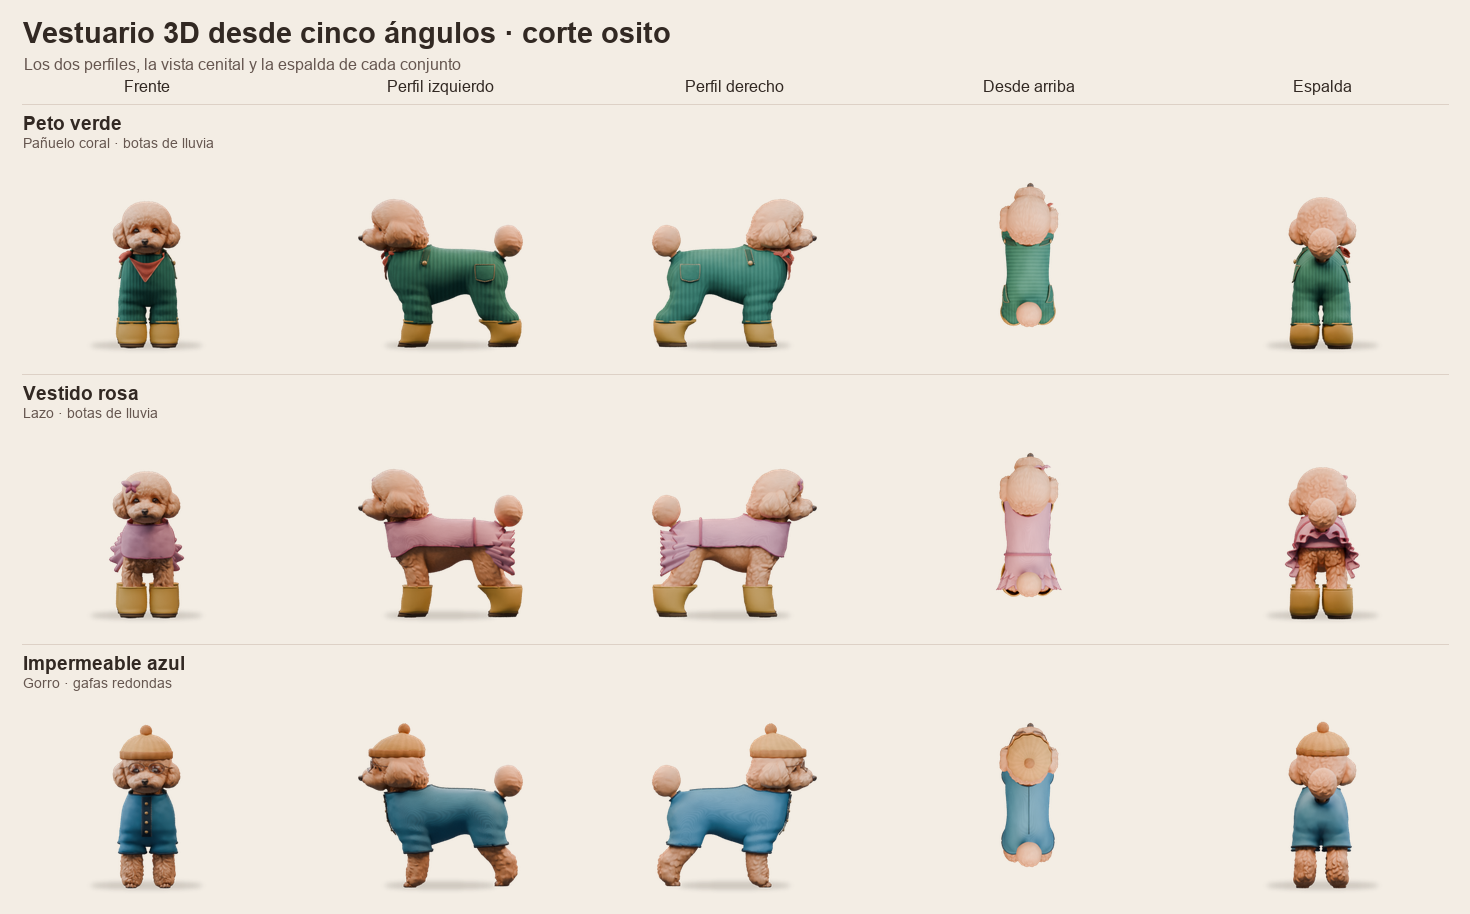 Vestuario 3D desde cinco ángulos · corte osito
Los dos perfiles, la vista cenital y la espalda de cada conjunto
Frente
Perfil izquierdo
Perfil derecho
Desde arriba
Espalda
Peto verde
Pañuelo coral · botas de lluvia
Vestido rosa
Lazo · botas de lluvia
Impermeable azul
Gorro · gafas redondas